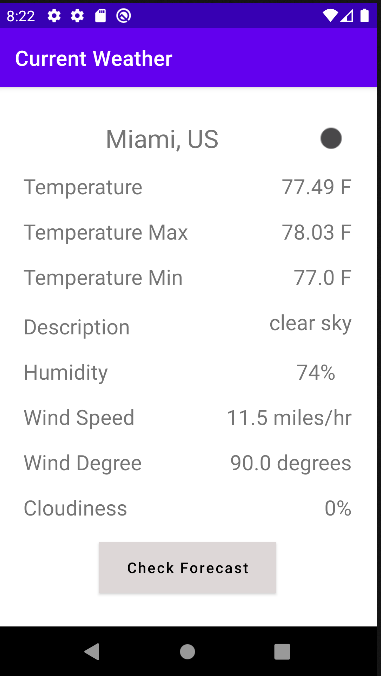 8:22
Current Weather
Miami, US
Temperature 77.49 F
Temperature Max 78.03 F
Temperature Min 77.0 F
Description clear sky
Humidity 74%
Wind Speed 11.5 miles/hr
Wind Degree 90.0 degrees
Cloudiness 0%
Check Forecast